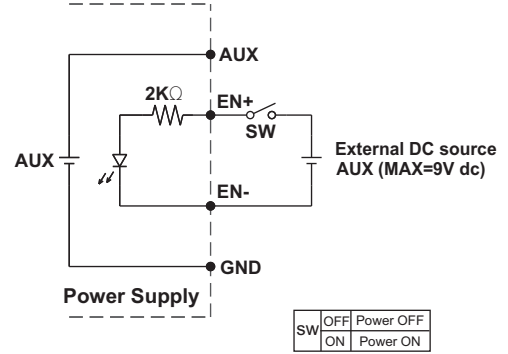 AUX
2KΩ
EN+
SW
AUX
External DC source
AUX (MAX=9V dc)
EN-
GND
Power Supply
SW OFF Power OFF
ON Power ON